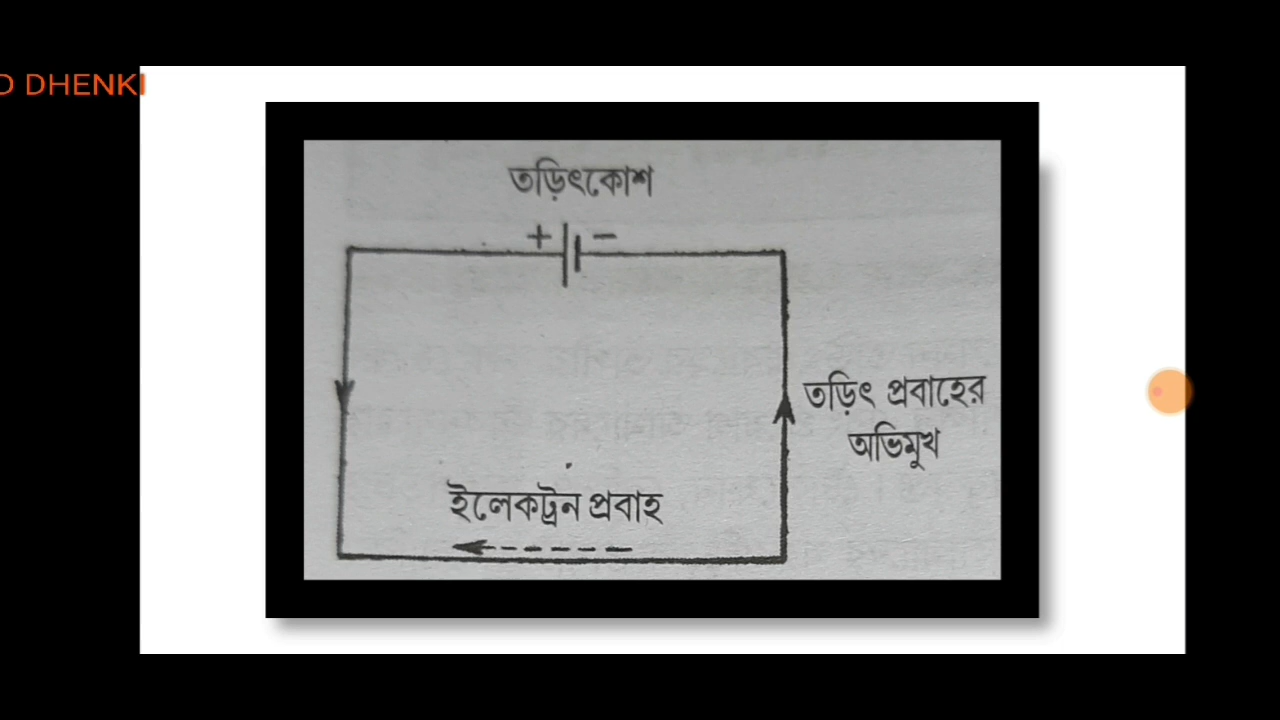 D DHENKI
তড়িৎকোশ
+ −
তড়িৎ প্রবাহের
অভিমুখ
ইলেকট্রন প্রবাহ